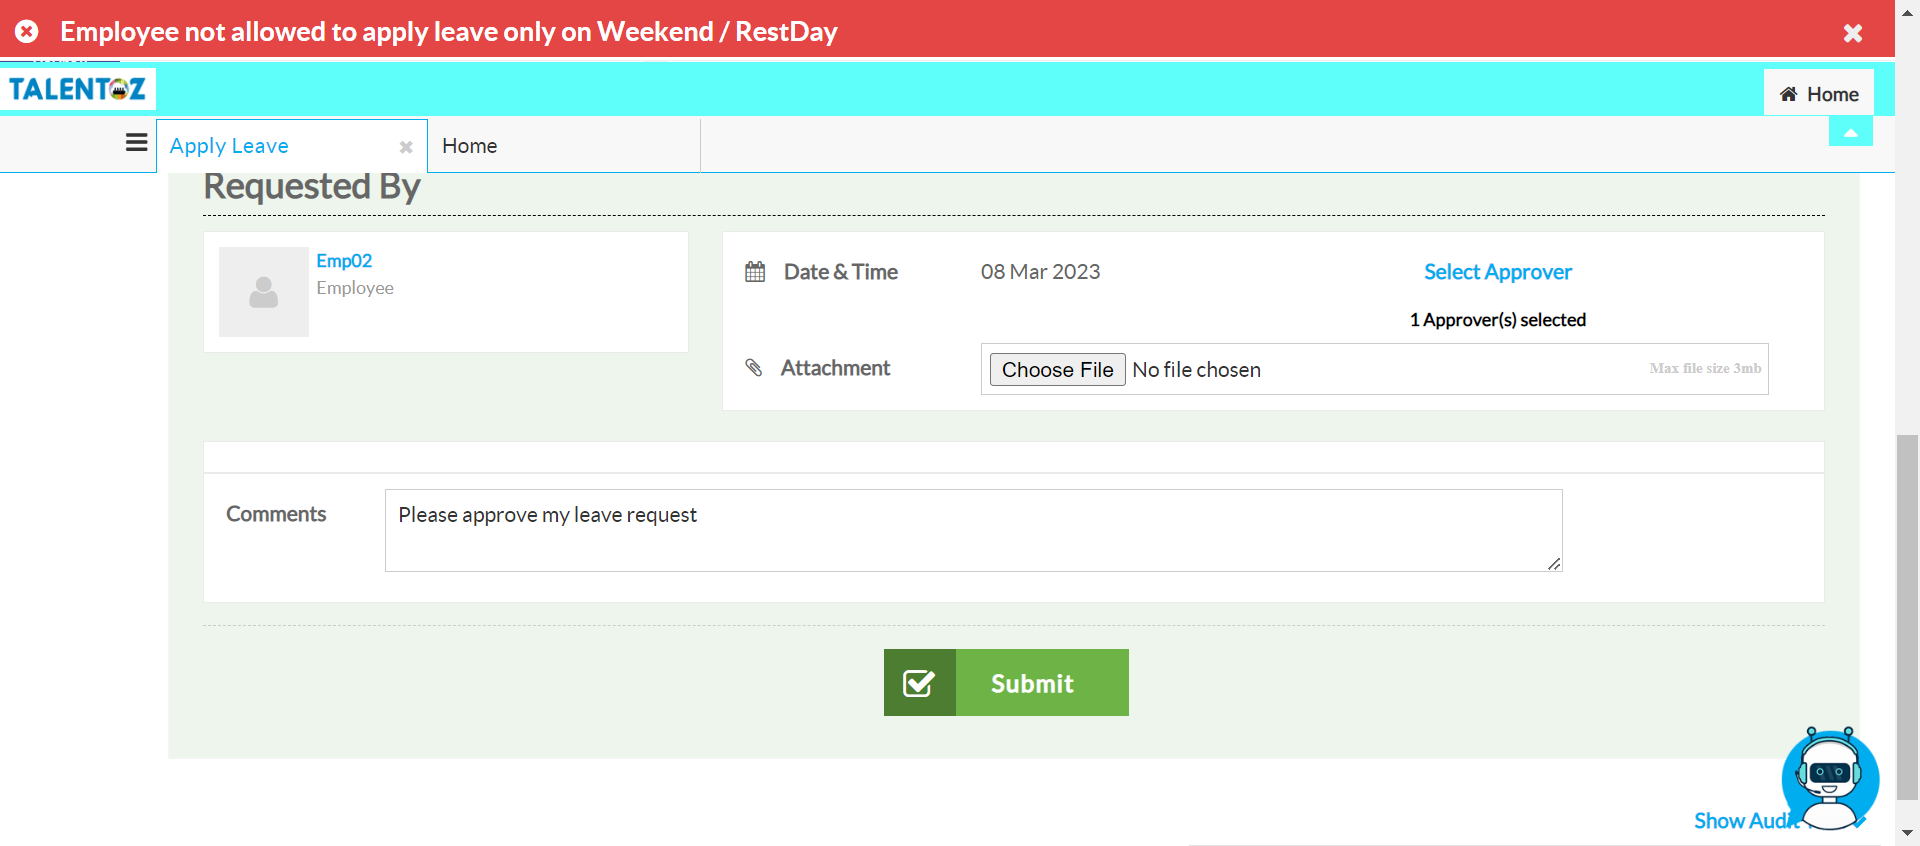 Employee not allowed to apply leave only on Weekend / RestDay
TALENTOZ
Home
Apply Leave
Home
Requested By
Emp02
Employee
Date & Time
08 Mar 2023
Select Approver
1 Approver(s) selected
Attachment
Choose File No file chosen
Max file size 3mb
Comments
Please approve my leave request
Submit
Show